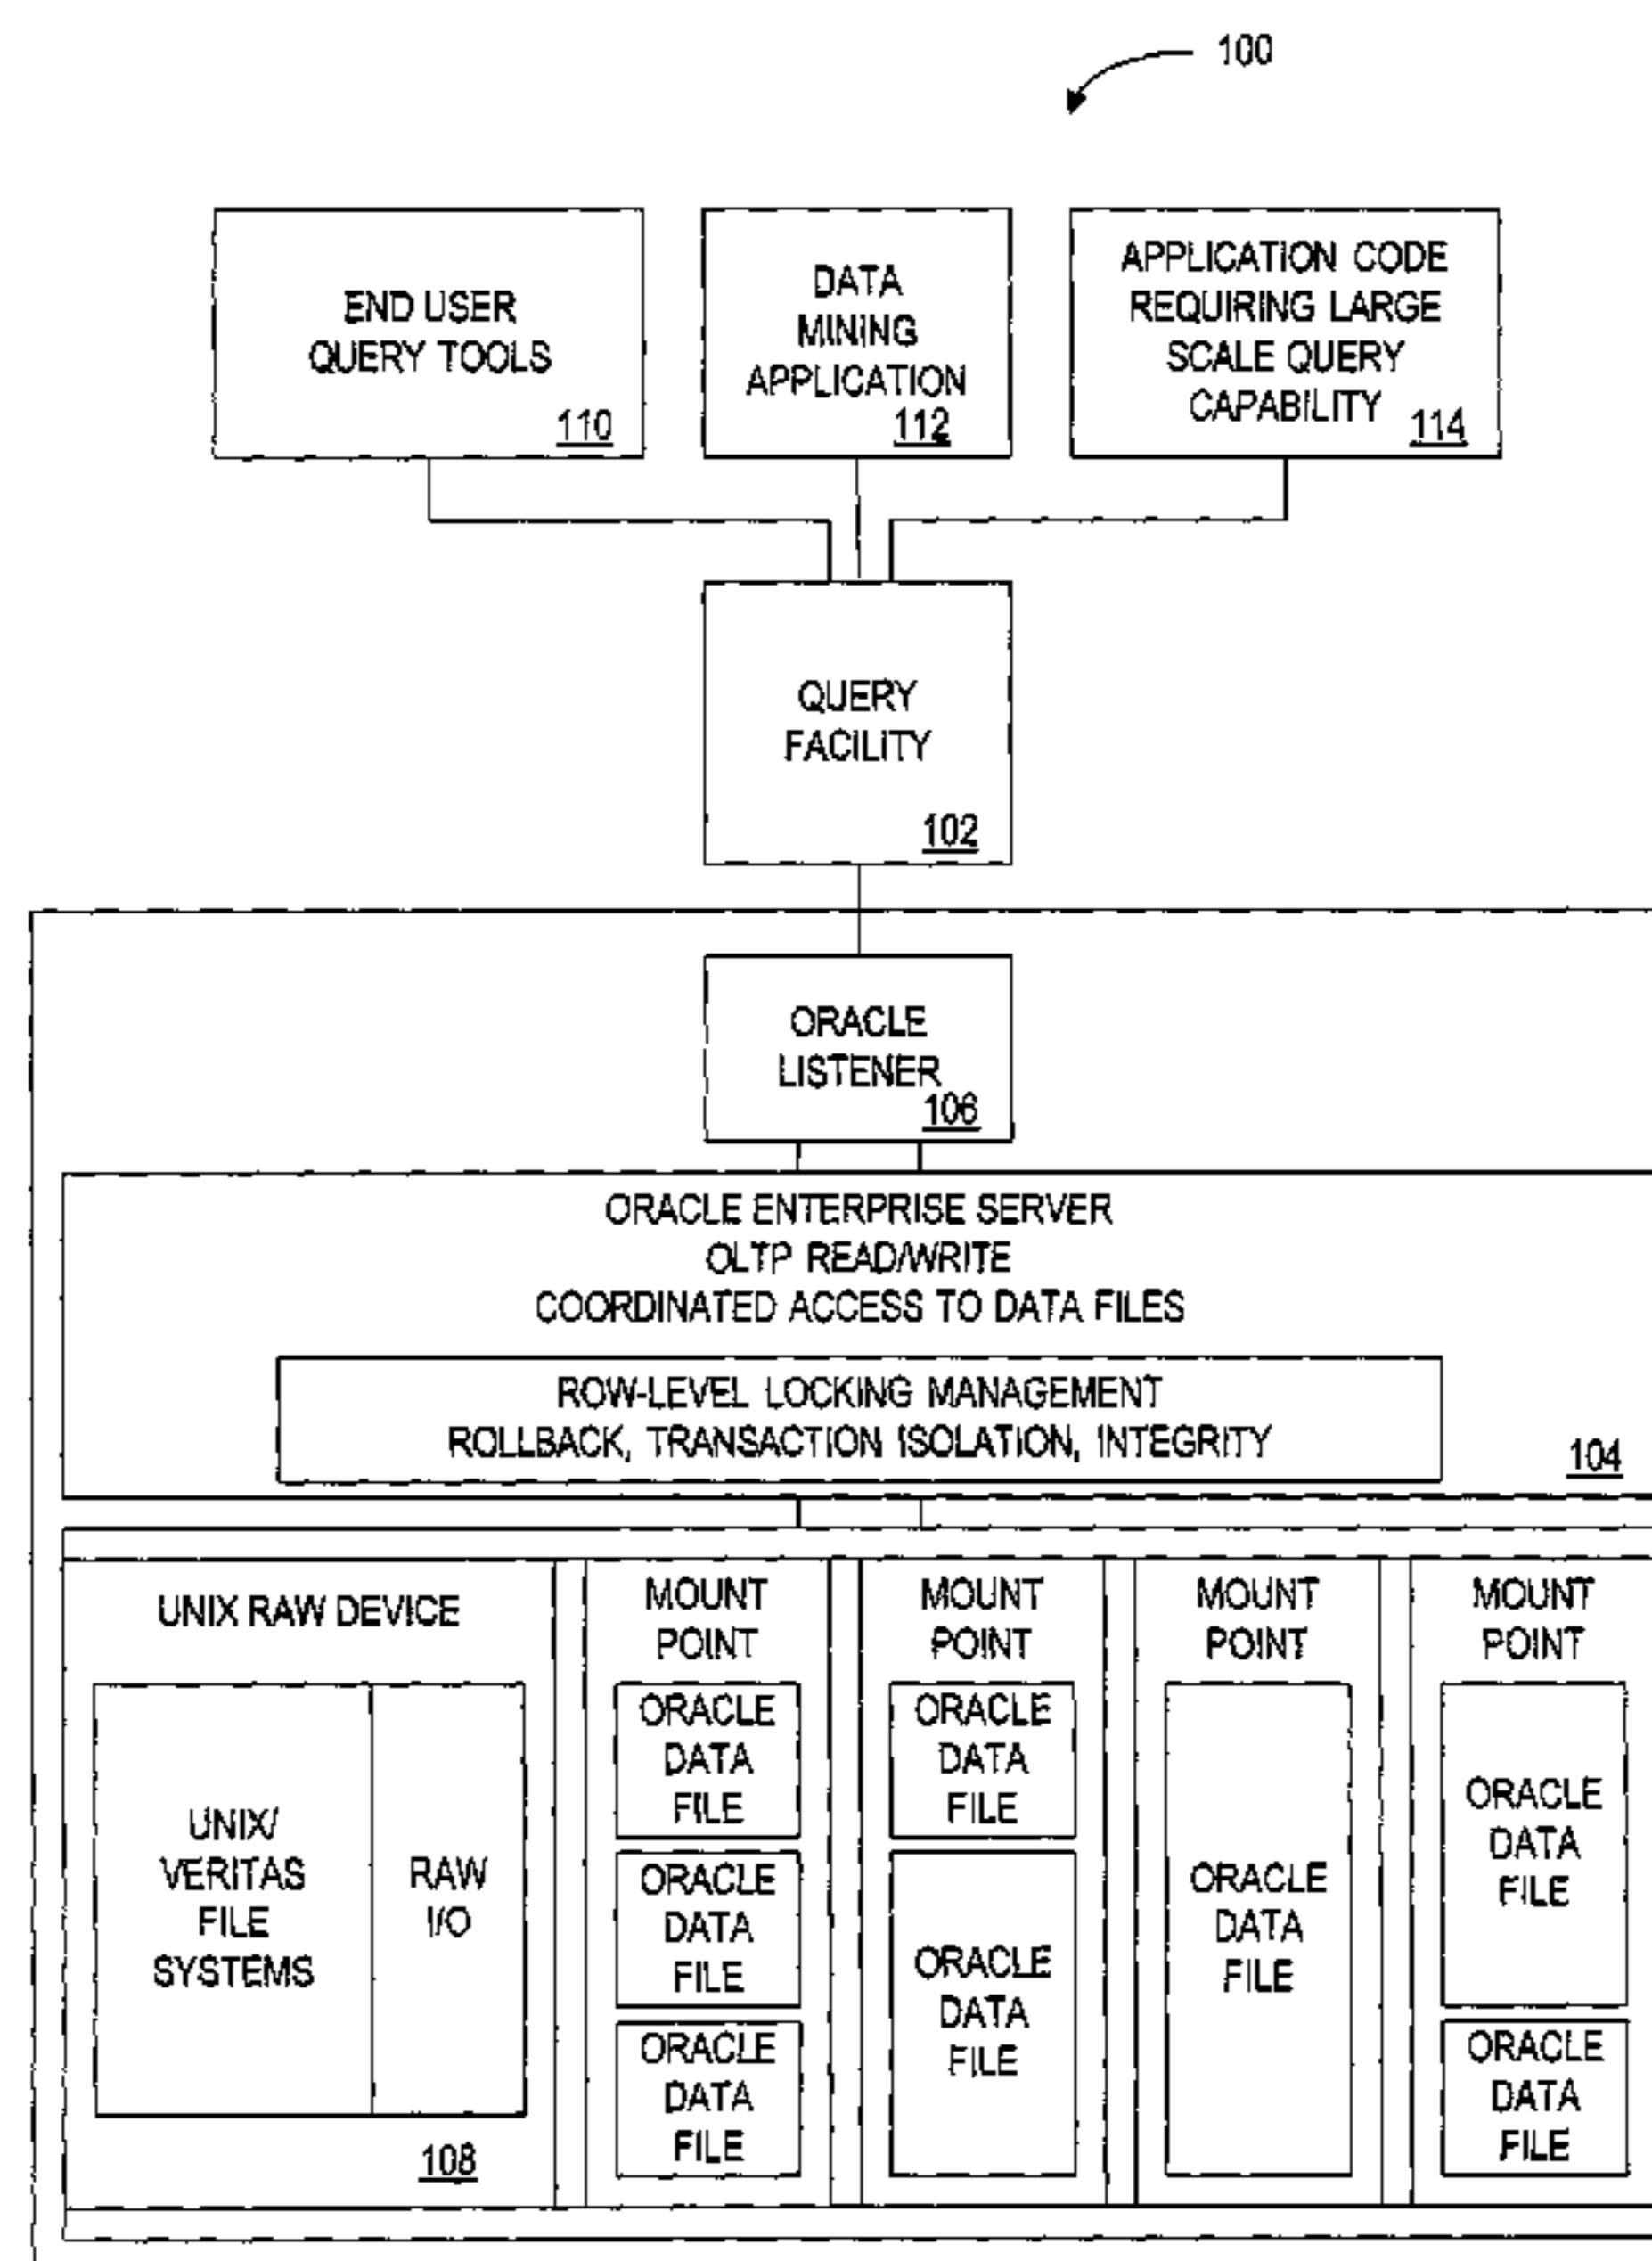 100
END USER
QUERY TOOLS
110
DATA
MINING
APPLICATION
112
APPLICATION CODE
REQUIRING LARGE
SCALE QUERY
CAPABILITY
114
QUERY
FACILITY
102
ORACLE
LISTENER
106
ORACLE ENTERPRISE SERVER
OLTP READ/WRITE
COORDINATED ACCESS TO DATA FILES
ROW-LEVEL LOCKING MANAGEMENT
ROLLBACK, TRANSACTION ISOLATION, INTEGRITY
104
UNIX RAW DEVICE
UNIX/
VERITAS
FILE
SYSTEMS
RAW
I/O
108
MOUNT
POINT
ORACLE
DATA
FILE
ORACLE
DATA
FILE
ORACLE
DATA
FILE
MOUNT
POINT
ORACLE
DATA
FILE
ORACLE
DATA
FILE
MOUNT
POINT
ORACLE
DATA
FILE
MOUNT
POINT
ORACLE
DATA
FILE
ORACLE
DATA
FILE